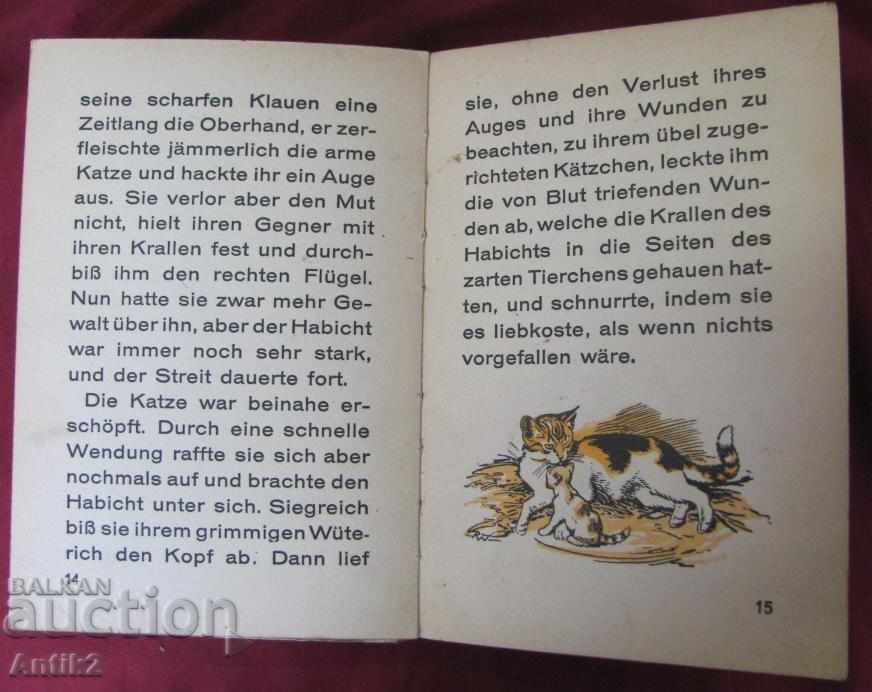 seine scharfen Klauen eine
Zeitlang die Oberhand, er zer-
fleischte jämmerlich die arme
Katze und hackte ihr ein Auge
aus. Sie verlor aber den Mut
nicht, hielt ihren Gegner mit
ihren Krallen fest und durch-
biß ihm den rechten Flügel.
Nun hatte sie zwar mehr Ge-
walt über ihn, aber der Habicht
war immer noch sehr stark,
und der Streit dauerte fort.
Die Katze war beinahe er-
schöpft. Durch eine schnelle
Wendung raffte sie sich aber
nochmals auf und brachte den
Habicht unter sich. Siegreich
biß sie ihrem grimmigen Wüte-
rich den Kopf ab. Dann lief
14
sie, ohne den Verlust ihres
Auges und ihre Wunden zu
beachten, zu ihrem übel zuge-
richteten Kätzchen, leckte ihm
die von Blut triefenden Wun-
den ab, welche die Krallen des
Habichts in die Seiten des
zarten Tierchens gehauen hat-
ten, und schnurrte, indem sie
es liebkoste, als wenn nichts
vorgefallen wäre.
15
BALKAN
auction
Antik2